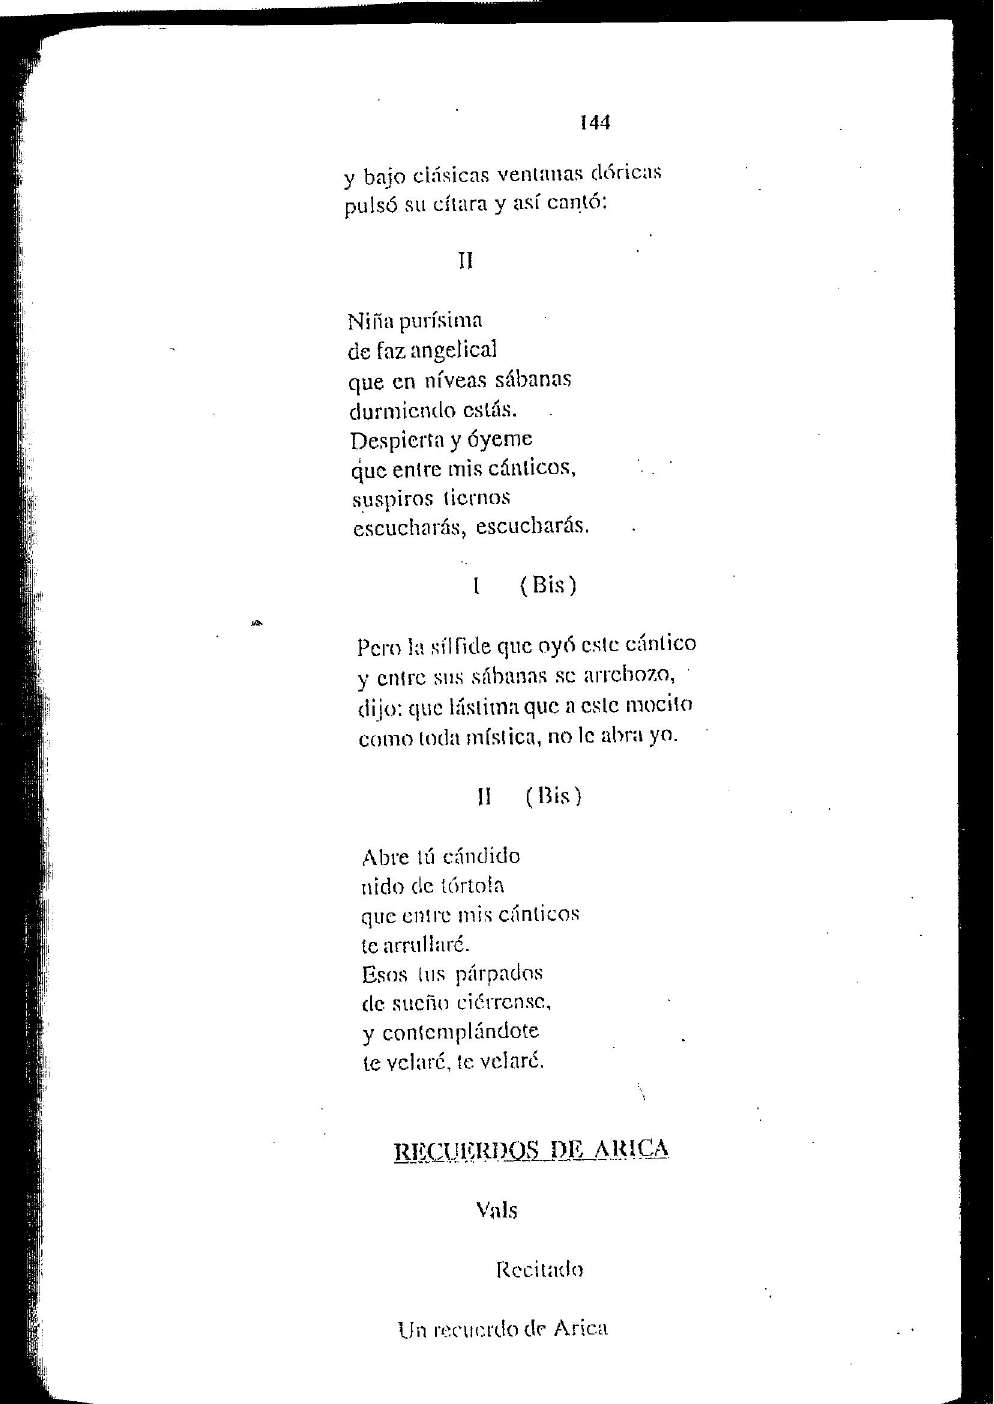 144
y bajo clásicas ventanas dóricas
pulsó su cítara y así cantó:
II
Niña purísima
de faz angelical
que en níveas sábanas
durmiendo estás.
Despierta y óyeme
que entre mis cánticos,
suspiros tiernos
escucharás, escucharás.
I (Bis)
Pero la sílfide que oyó este cántico
y entre sus sábanas se arrebozo,
dijo: que lástima que a este mocito
como toda mística, no le abra yo.
II (Bis)
Abre tú cándido
nido de tórtola
que entre mis cánticos
te arrullaré.
Esos tus párpados
de sueño ciérrense,
y contemplándote
te velaré, te velaré.
RECUERDOS DE ARICA
Vals
Recitado
Un recuerdo de Arica